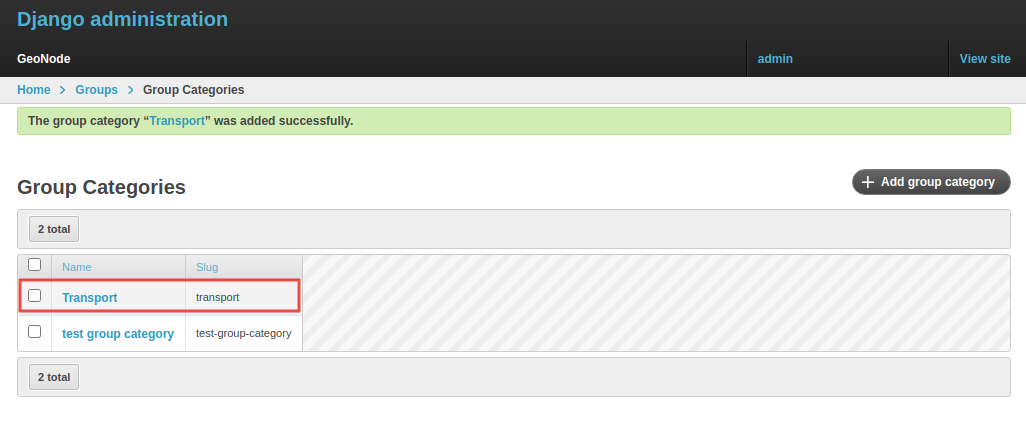 Django administration
GeoNode admin View site
Home > Groups > Group Categories
The group category “Transport” was added successfully.
Group Categories
+ Add group category
2 total
Name Slug
Transport transport
test group category test-group-category
2 total